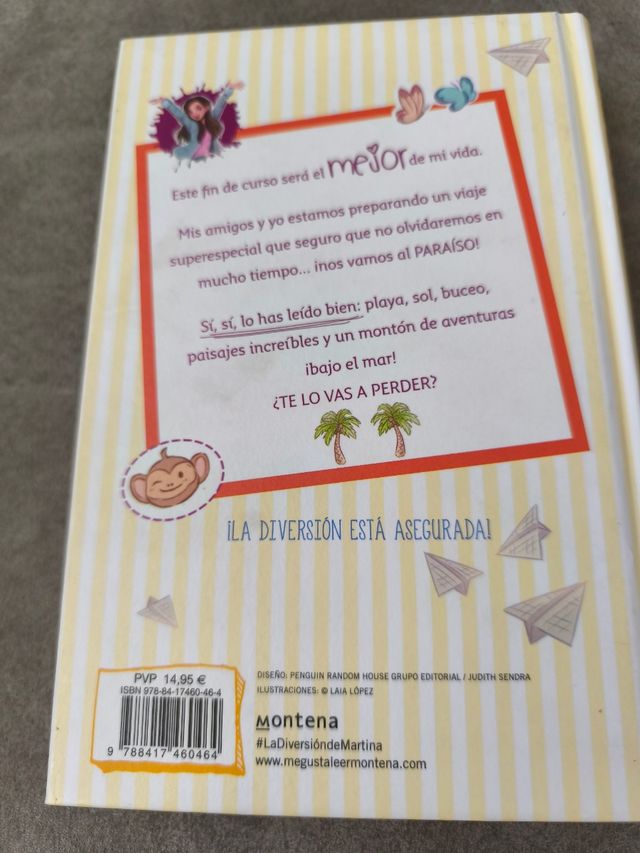 Este fin de curso será el mejor de mi vida.
Mis amigos y yo estamos preparando un viaje
superespecial que seguro que no olvidaremos en
mucho tiempo... ¡nos vamos al PARAÍSO!
Sí, sí, lo has leído bien: playa, sol, buceo,
paisajes increíbles y un montón de aventuras
¡bajo el mar!
¿TE LO VAS A PERDER?
¡LA DIVERSIÓN ESTÁ ASEGURADA!
PVP 14,95 €
ISBN 978-84-17460-46-4
9 788417 460464
DISEÑO: PENGUIN RANDOM HOUSE GRUPO EDITORIAL / JUDITH SENDRA
ILUSTRACIONES: © LAIA LÓPEZ
Montena
#LaDiversióndeMartina
www.megustaleermontena.com